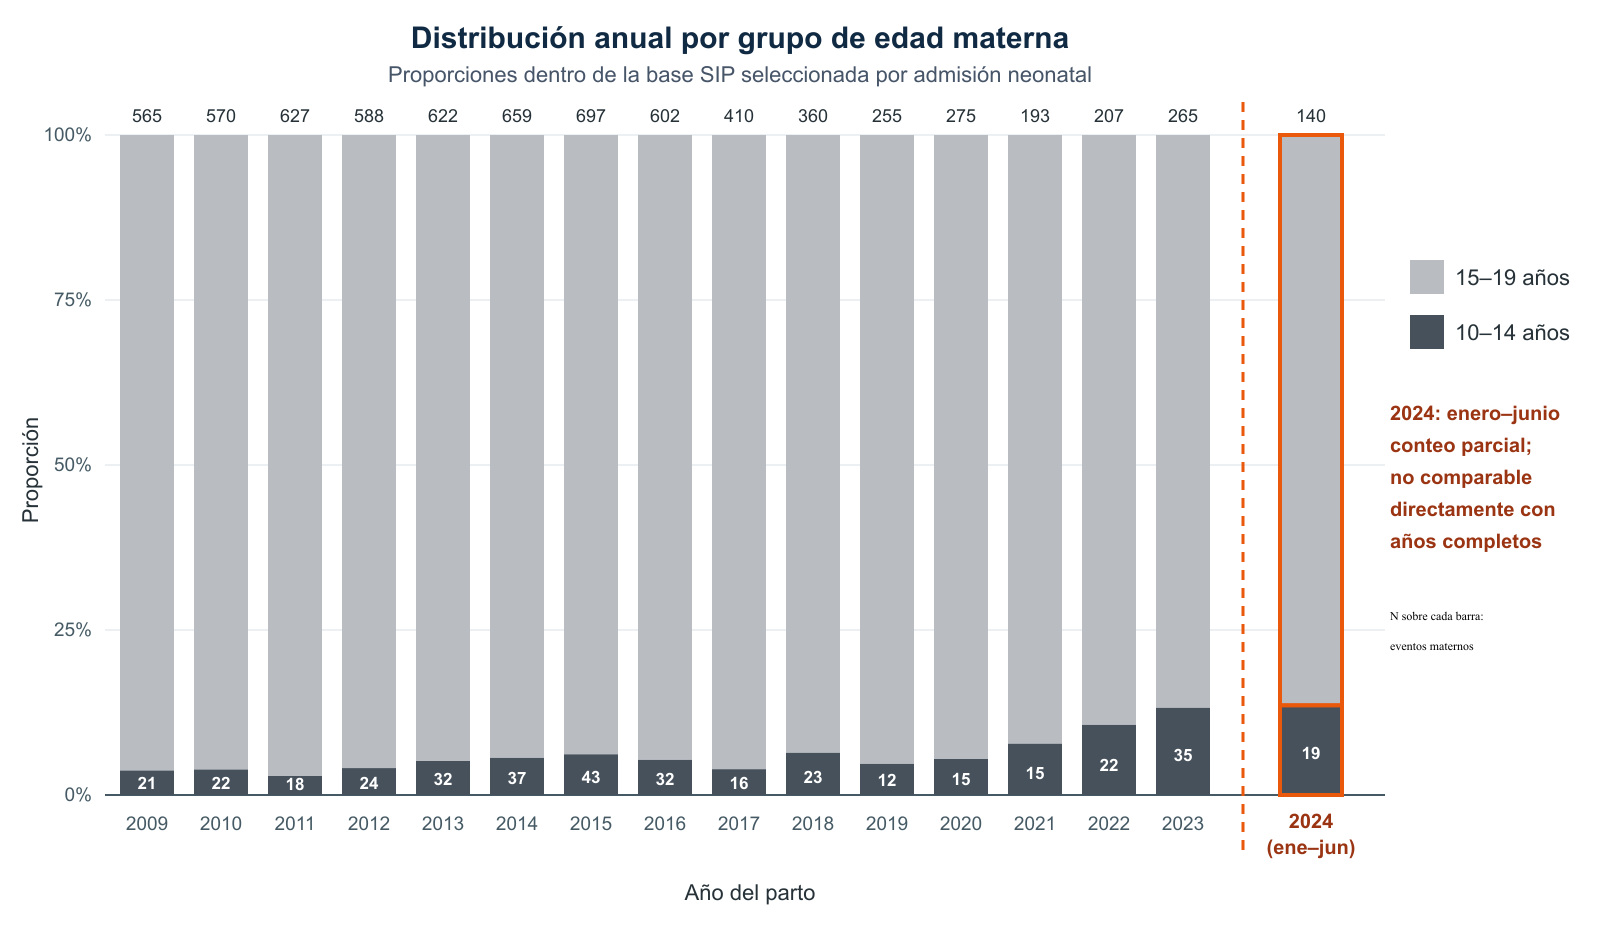 Distribución anual por grupo de edad materna
Proporciones dentro de la base SIP seleccionada por admisión neonatal
565 570 627 588 622 659 697 602 410 360 255 275 193 207 265 140
100%
75%
50%
25%
0%
Proporción
21 22 18 24 32 37 43 32 16 23 12 15 15 22 35 19
2009 2010 2011 2012 2013 2014 2015 2016 2017 2018 2019 2020 2021 2022 2023 2024
(ene–jun)
Año del parto
15–19 años
10–14 años
2024: enero–junio
conteo parcial;
no comparable
directamente con
años completos
N sobre cada barra:
eventos maternos